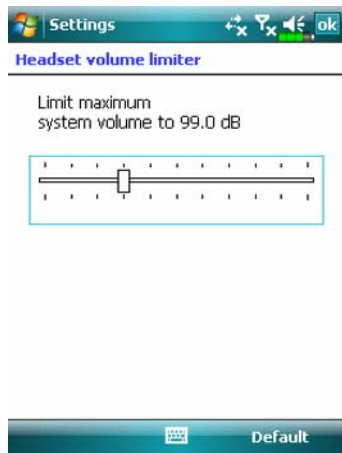 Settings
ok
Headset volume limiter
Limit maximum
system volume to 99.0 dB
Default